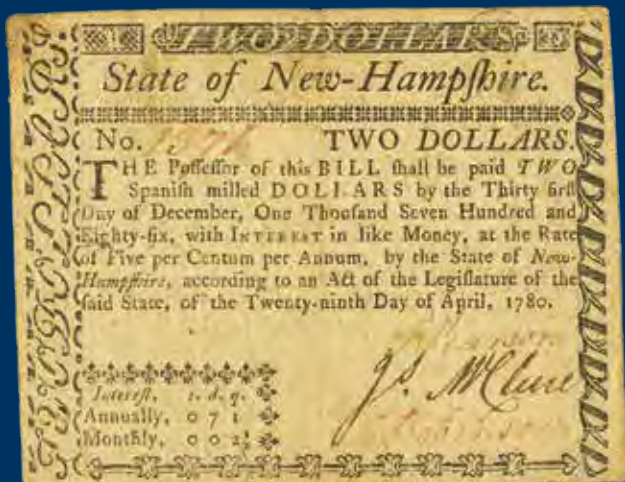 TWO DOLLARS
State of New-Hampſhire.
No. TWO DOLLARS.
THE Poſſeſſor of this BILL ſhall be paid TWO
Spaniſh milled DOLLARS by the Thirty firſt
Day of December, One Thouſand Seven Hundred and
Eighty-ſix, with INTEREST in like Money, at the Rate
of Five per Centum per Annum, by the State of New-
Hampſhire, according to an Act of the Legiſlature of the
ſaid State, of the Twenty-ninth Day of April, 1780.
Intereſt, s. d. q.
Annually, 0 7 1
Monthly, 0 0 2½
Js McClure